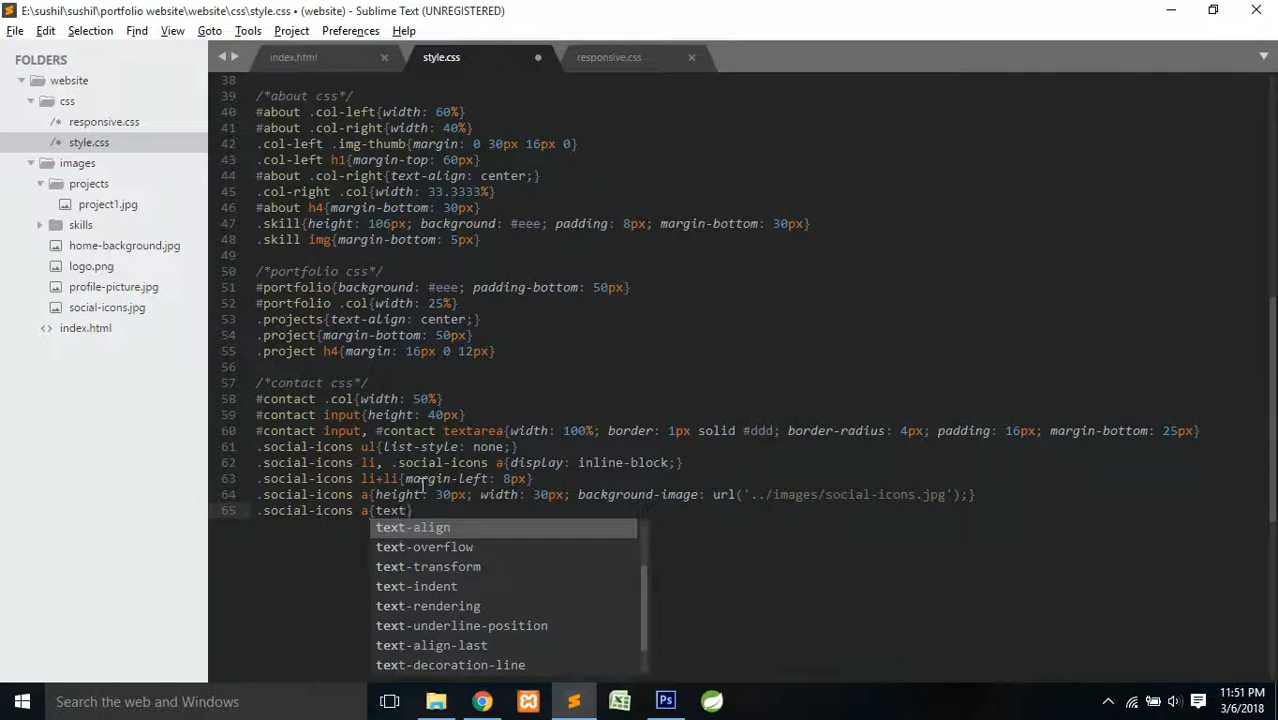 E:\sushil\sushil\portfolio website\website\css\style.css • (website) - Sublime Text (UNREGISTERED)
File Edit Selection Find View Goto Tools Project Preferences Help
FOLDERS
website
css
/* responsive.css
/* style.css
images
projects
project1.jpg
skills
home-background.jpg
logo.png
profile-picture.jpg
social-icons.jpg
<> index.html
index.html style.css responsive.css
38
39 /*about css*/
40 #about .col-left{width: 60%}
41 #about .col-right{width: 40%}
42 .col-left .img-thumb{margin: 0 30px 16px 0}
43 .col-left h1{margin-top: 60px}
44 #about .col-right{text-align: center;}
45 .col-right .col{width: 33.3333%}
46 #about h4{margin-bottom: 30px}
47 .skill{height: 106px; background: #eee; padding: 8px; margin-bottom: 30px}
48 .skill img{margin-bottom: 5px}
49
50 /*portfolio css*/
51 #portfolio{background: #eee; padding-bottom: 50px}
52 #portfolio .col{width: 25%}
53 .projects{text-align: center;}
54 .project{margin-bottom: 50px}
55 .project h4{margin: 16px 0 12px}
56
57 /*contact css*/
58 #contact .col{width: 50%}
59 #contact input{height: 40px}
60 #contact input, #contact textarea{width: 100%; border: 1px solid #ddd; border-radius: 4px; padding: 16px; margin-bottom: 25px}
61 .social-icons ul{list-style: none;}
62 .social-icons li, .social-icons a{display: inline-block;}
63 .social-icons li+li{margin-left: 8px}
64 .social-icons a{height: 30px; width: 30px; background-image: url('../images/social-icons.jpg');}
65 .social-icons a{text}
text-align
text-overflow
text-transform
text-indent
text-rendering
text-underline-position
text-align-last
text-decoration-line
Search the web and Windows
Ps
11:51 PM
3/6/2018